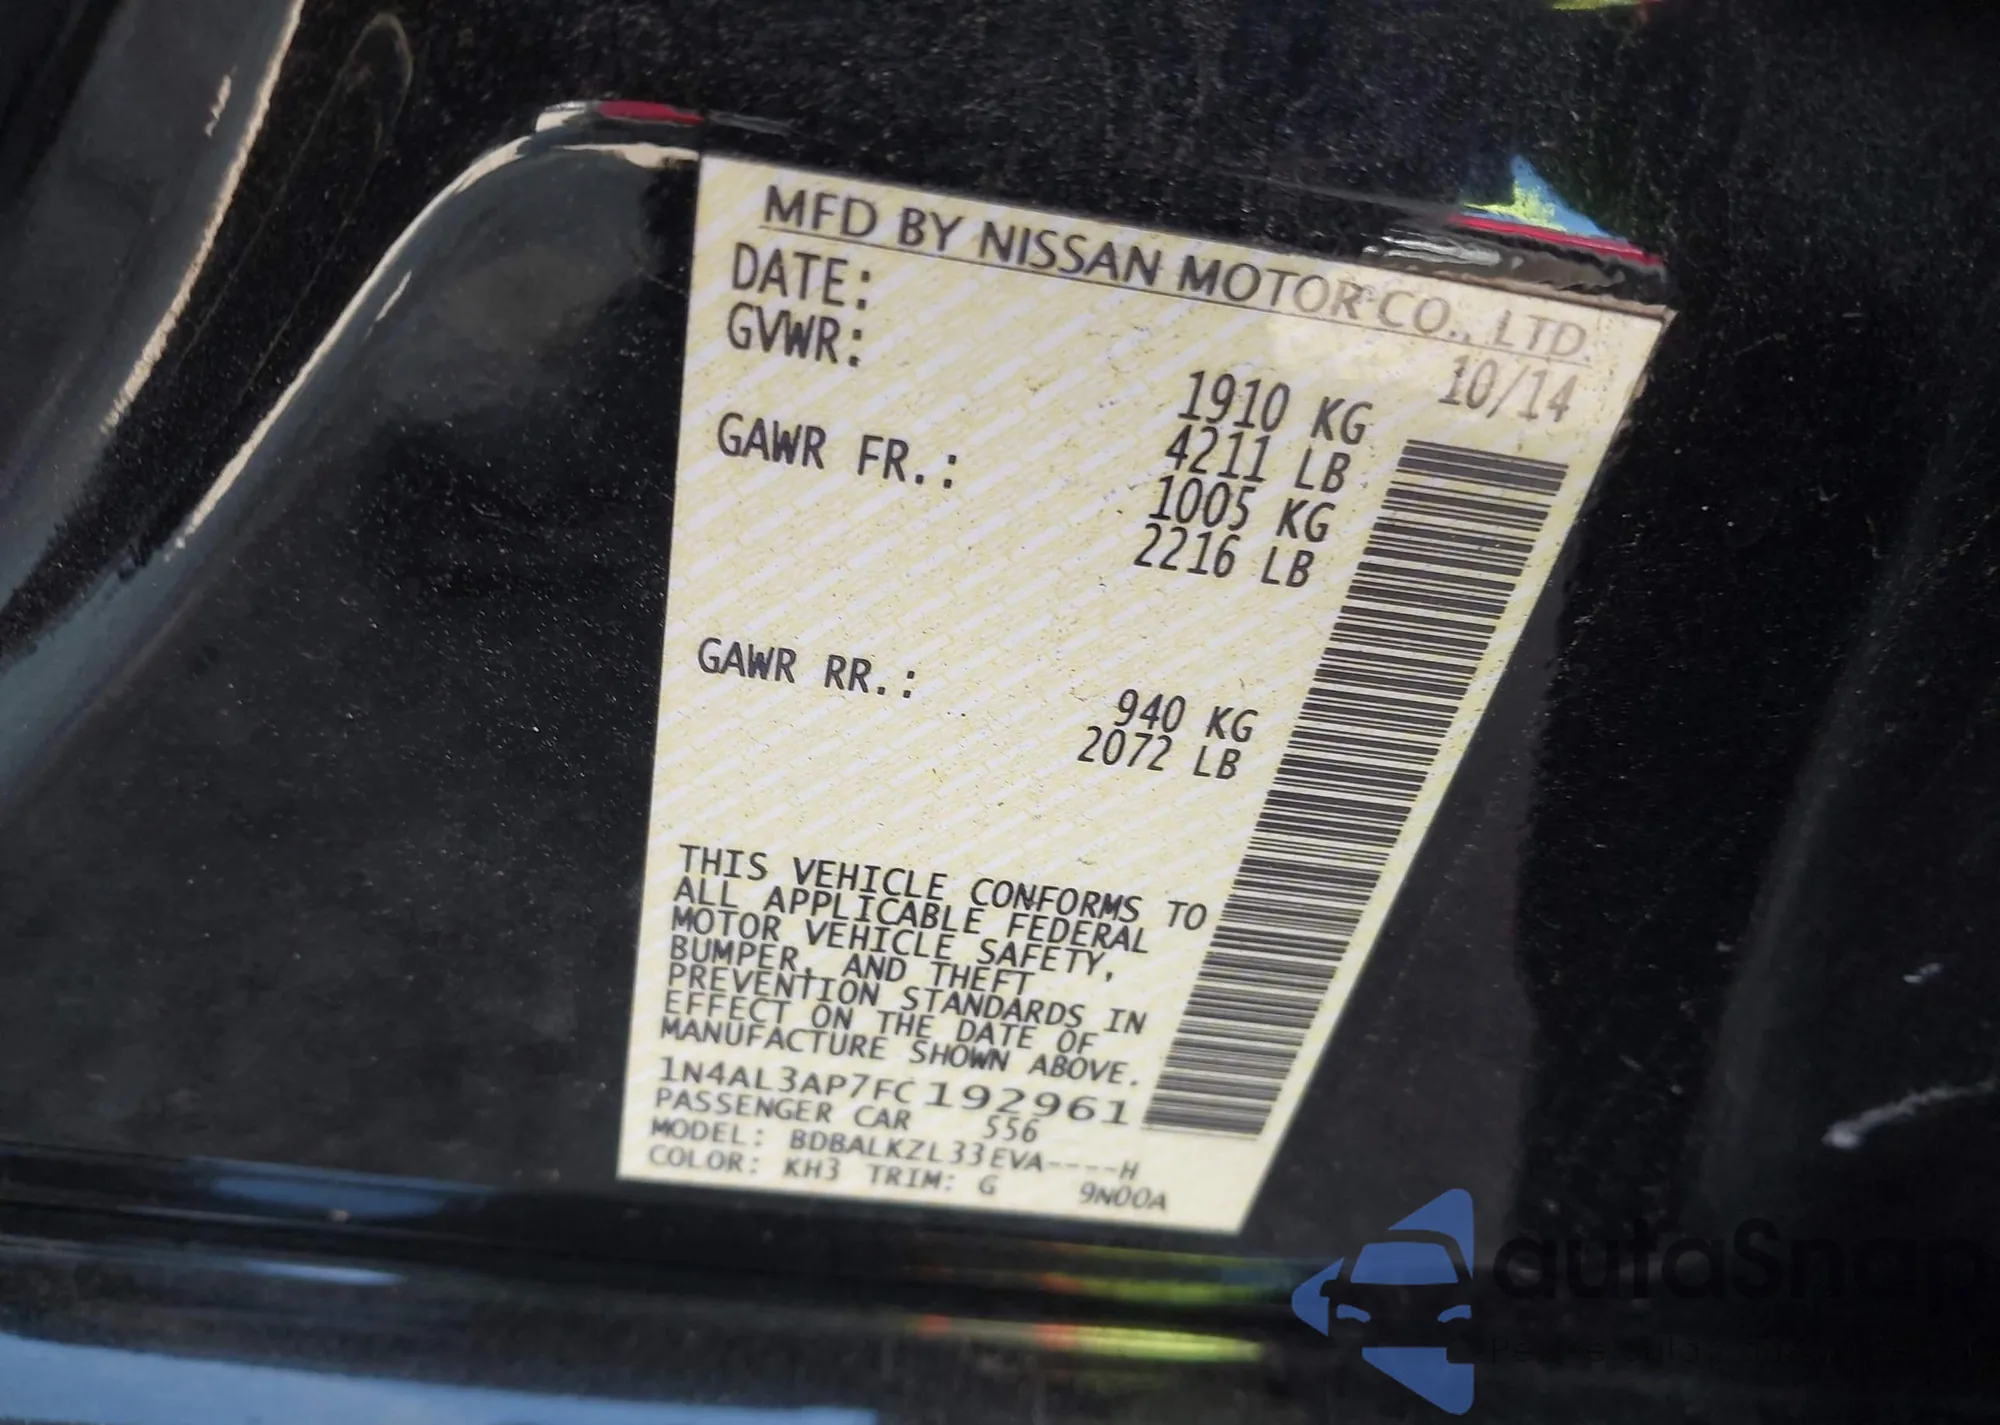 MFD BY NISSAN MOTOR CO., LTD.
DATE: 10/14
GVWR: 1910 KG
4211 LB
GAWR FR.: 1005 KG
2216 LB
GAWR RR.: 940 KG
2072 LB
THIS VEHICLE CONFORMS TO
ALL APPLICABLE FEDERAL
MOTOR VEHICLE SAFETY,
BUMPER, AND THEFT
PREVENTION STANDARDS IN
EFFECT ON THE DATE OF
MANUFACTURE SHOWN ABOVE.
1N4AL3AP7FC192961
PASSENGER CAR 556
MODEL: BDBALKZL33EVA----H
COLOR: KH3 TRIM: G 9N00A
autaSnap